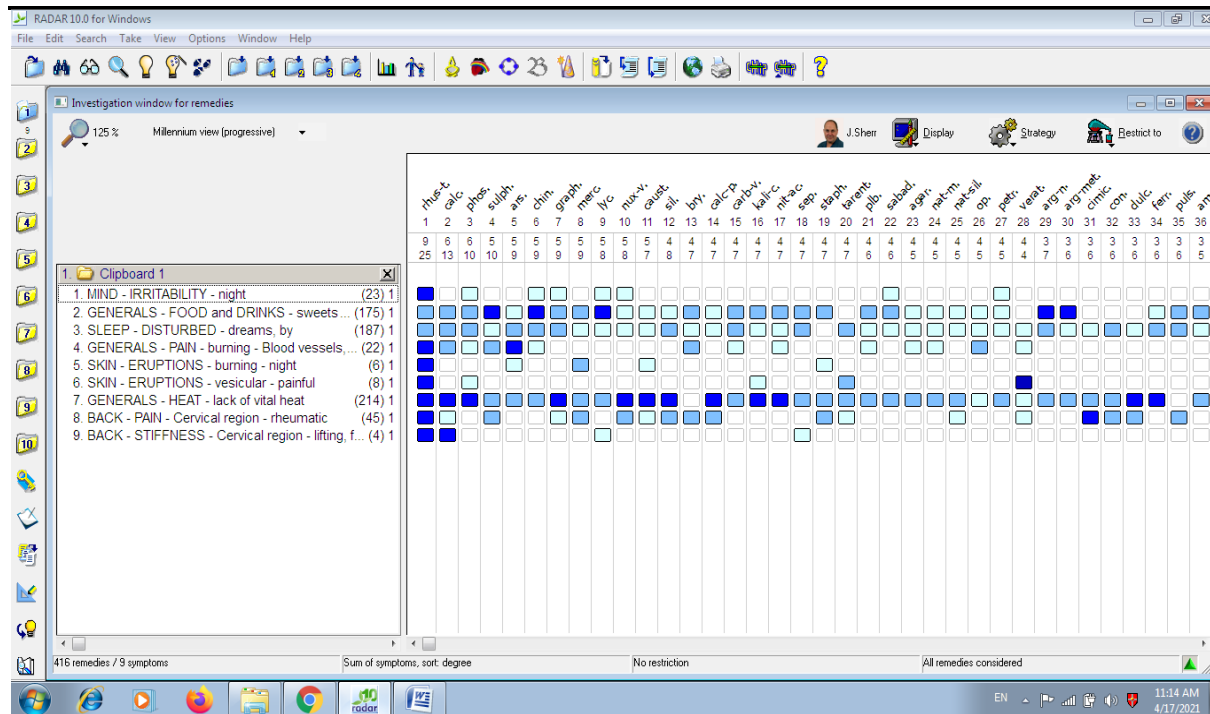 RADAR 10.0 for Windows
File Edit Search Take View Options Window Help
Investigation window for remedies
125 % Millennium view (progressive)
J.Sherr Display Strategy Restrict to
rhus-t. calc. phos. sulph. ars. chin. graph. merc. lyc. nux-v. caust. sil. bry. calc-p. carb-v. kali-c. nit-ac. sep. staph. tarent. plb. sabad. agar. nat-m. nat-sil. op. petr. verat. arg-n. arg-met. cimic. con. dulc. ferr. puls.
1 2 3 4 5 6 7 8 9 10 11 12 13 14 15 16 17 18 19 20 21 22 23 24 25 26 27 28 29 30 31 32 33 34 35 36
9 6 6 5 5 5 5 5 5 5 5 4 4 4 4 4 4 4 4 4 4 4 4 4 4 4 4 4 3 3 3 3 3 3 3 3
25 13 10 10 9 9 9 9 8 8 7 8 7 7 7 7 7 7 7 7 6 6 5 5 5 5 5 4 7 6 6 6 6 6 6 5
1. Clipboard 1 X
1. MIND - IRRITABILITY - night (23) 1
2. GENERALS - FOOD and DRINKS - sweets ... (175) 1
3. SLEEP - DISTURBED - dreams, by (187) 1
4. GENERALS - PAIN - burning - Blood vessels, ... (22) 1
5. SKIN - ERUPTIONS - burning - night (6) 1
6. SKIN - ERUPTIONS - vesicular - painful (8) 1
7. GENERALS - HEAT - lack of vital heat (214) 1
8. BACK - PAIN - Cervical region - rheumatic (45) 1
9. BACK - STIFFNESS - Cervical region - lifting, f... (4) 1
416 remedies / 9 symptoms Sum of symptoms, sort: degree No restriction All remedies considered
1
9
2
3
4
5
6
7
8
9
10
radar
EN 11:14 AM
4/17/2021